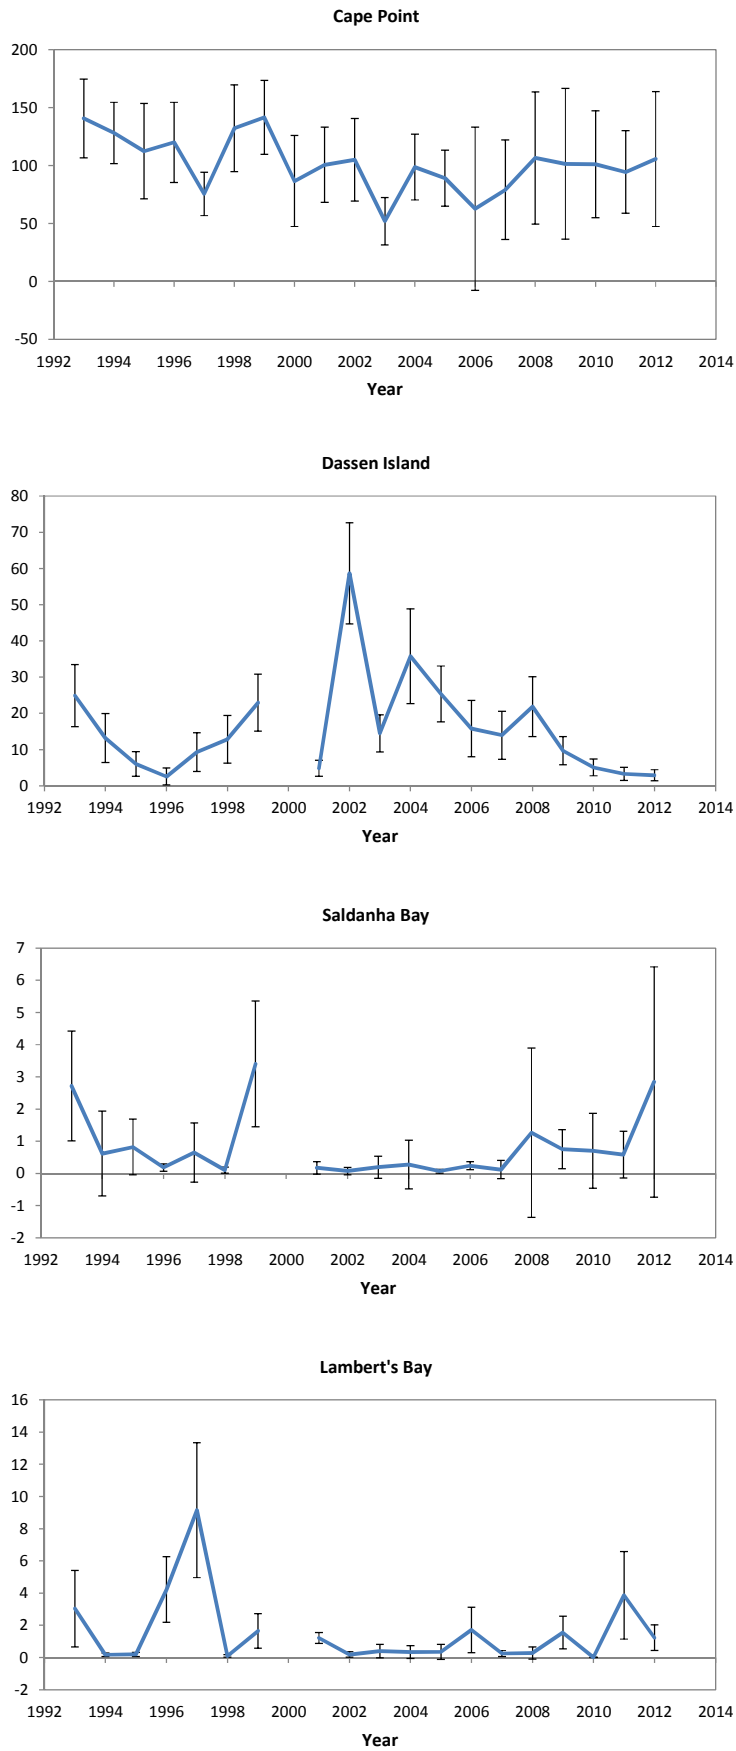 Cape Point
200
150
100
50
0
-50
1992 1994 1996 1998 2000 2002 2004 2006 2008 2010 2012 2014
Year
Dassen Island
80
70
60
50
40
30
20
10
0
1992 1994 1996 1998 2000 2002 2004 2006 2008 2010 2012 2014
Year
Saldanha Bay
7
6
5
4
3
2
1
0
-1
-2
1992 1994 1996 1998 2000 2002 2004 2006 2008 2010 2012 2014
Year
Lambert's Bay
16
14
12
10
8
6
4
2
0
-2
1992 1994 1996 1998 2000 2002 2004 2006 2008 2010 2012 2014
Year